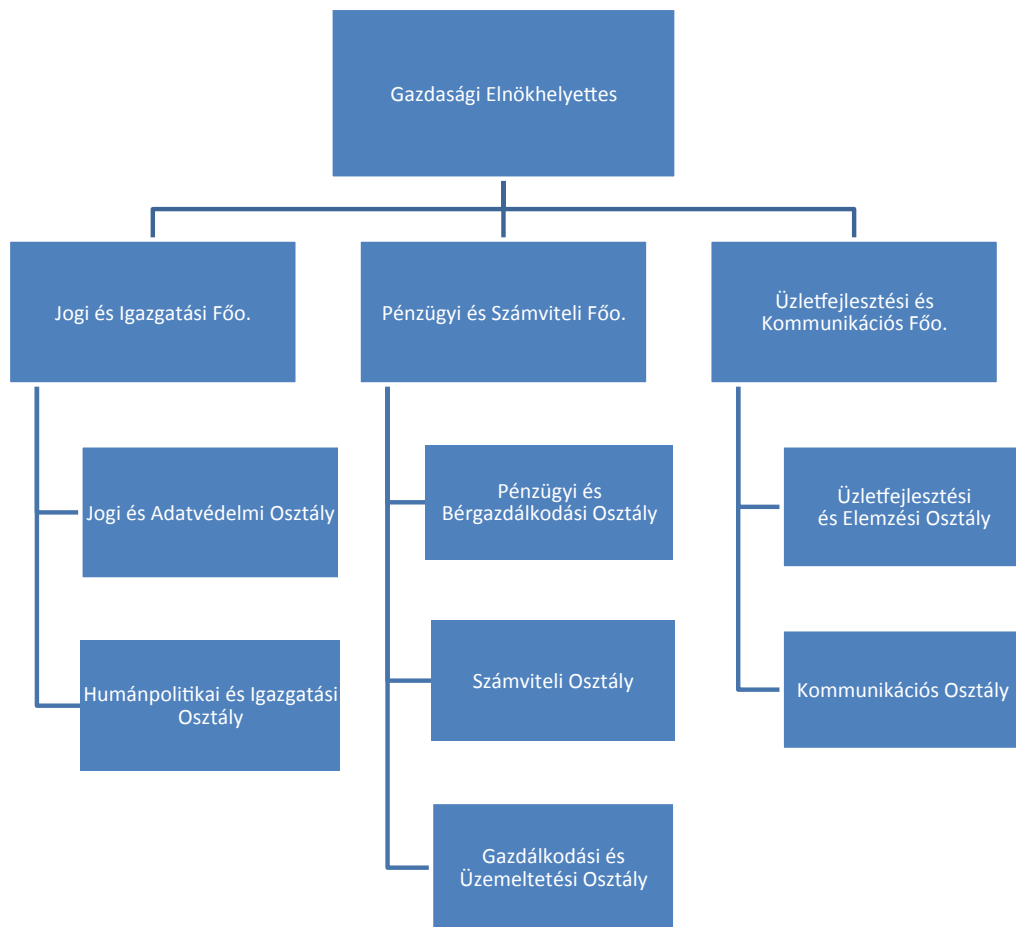 Gazdasági Elnökhelyettes
Jogi és Igazgatási Főo.
Pénzügyi és Számviteli Főo.
Üzletfejlesztési és
Kommunikációs Főo.
Jogi és Adatvédelmi Osztály
Humánpolitikai és Igazgatási
Osztály
Pénzügyi és
Bérgazdálkodási Osztály
Számviteli Osztály
Gazdálkodási és
Üzemeltetési Osztály
Üzletfejlesztési
és Elemzési Osztály
Kommunikációs Osztály